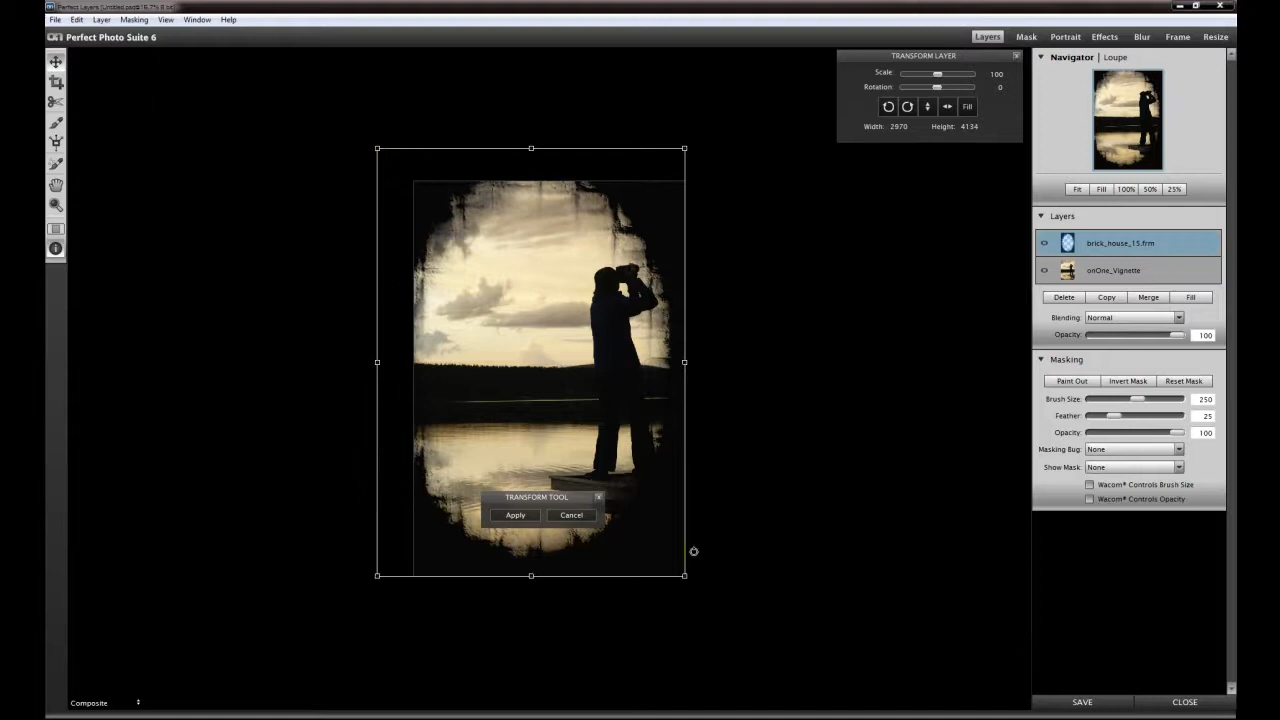 Perfect Layers [Untitled.psd@16.7% 8 bit]
File Edit Layer Masking View Window Help
on Perfect Photo Suite 6
Layers Mask Portrait Effects Blur Frame Crop Resize
TRANSFORM LAYER
Scale: 100
Rotation: 0
Fill
Width: 2970 Height: 4134
Navigator | Loupe
Fit Fill 100% 50% 25%
Layers
brick_house_15.frm
onOne_Vignette
Delete Copy Merge Fill
Blending: Normal
Opacity: 100
Masking
Paint Out Invert Mask Reset Mask
Brush Size: 250
Feather: 25
Opacity: 100
Masking Bug: None
Show Mask: None
Wacom® Controls Brush Size
Wacom® Controls Opacity
TRANSFORM TOOL
Apply Cancel
Composite
SAVE CLOSE